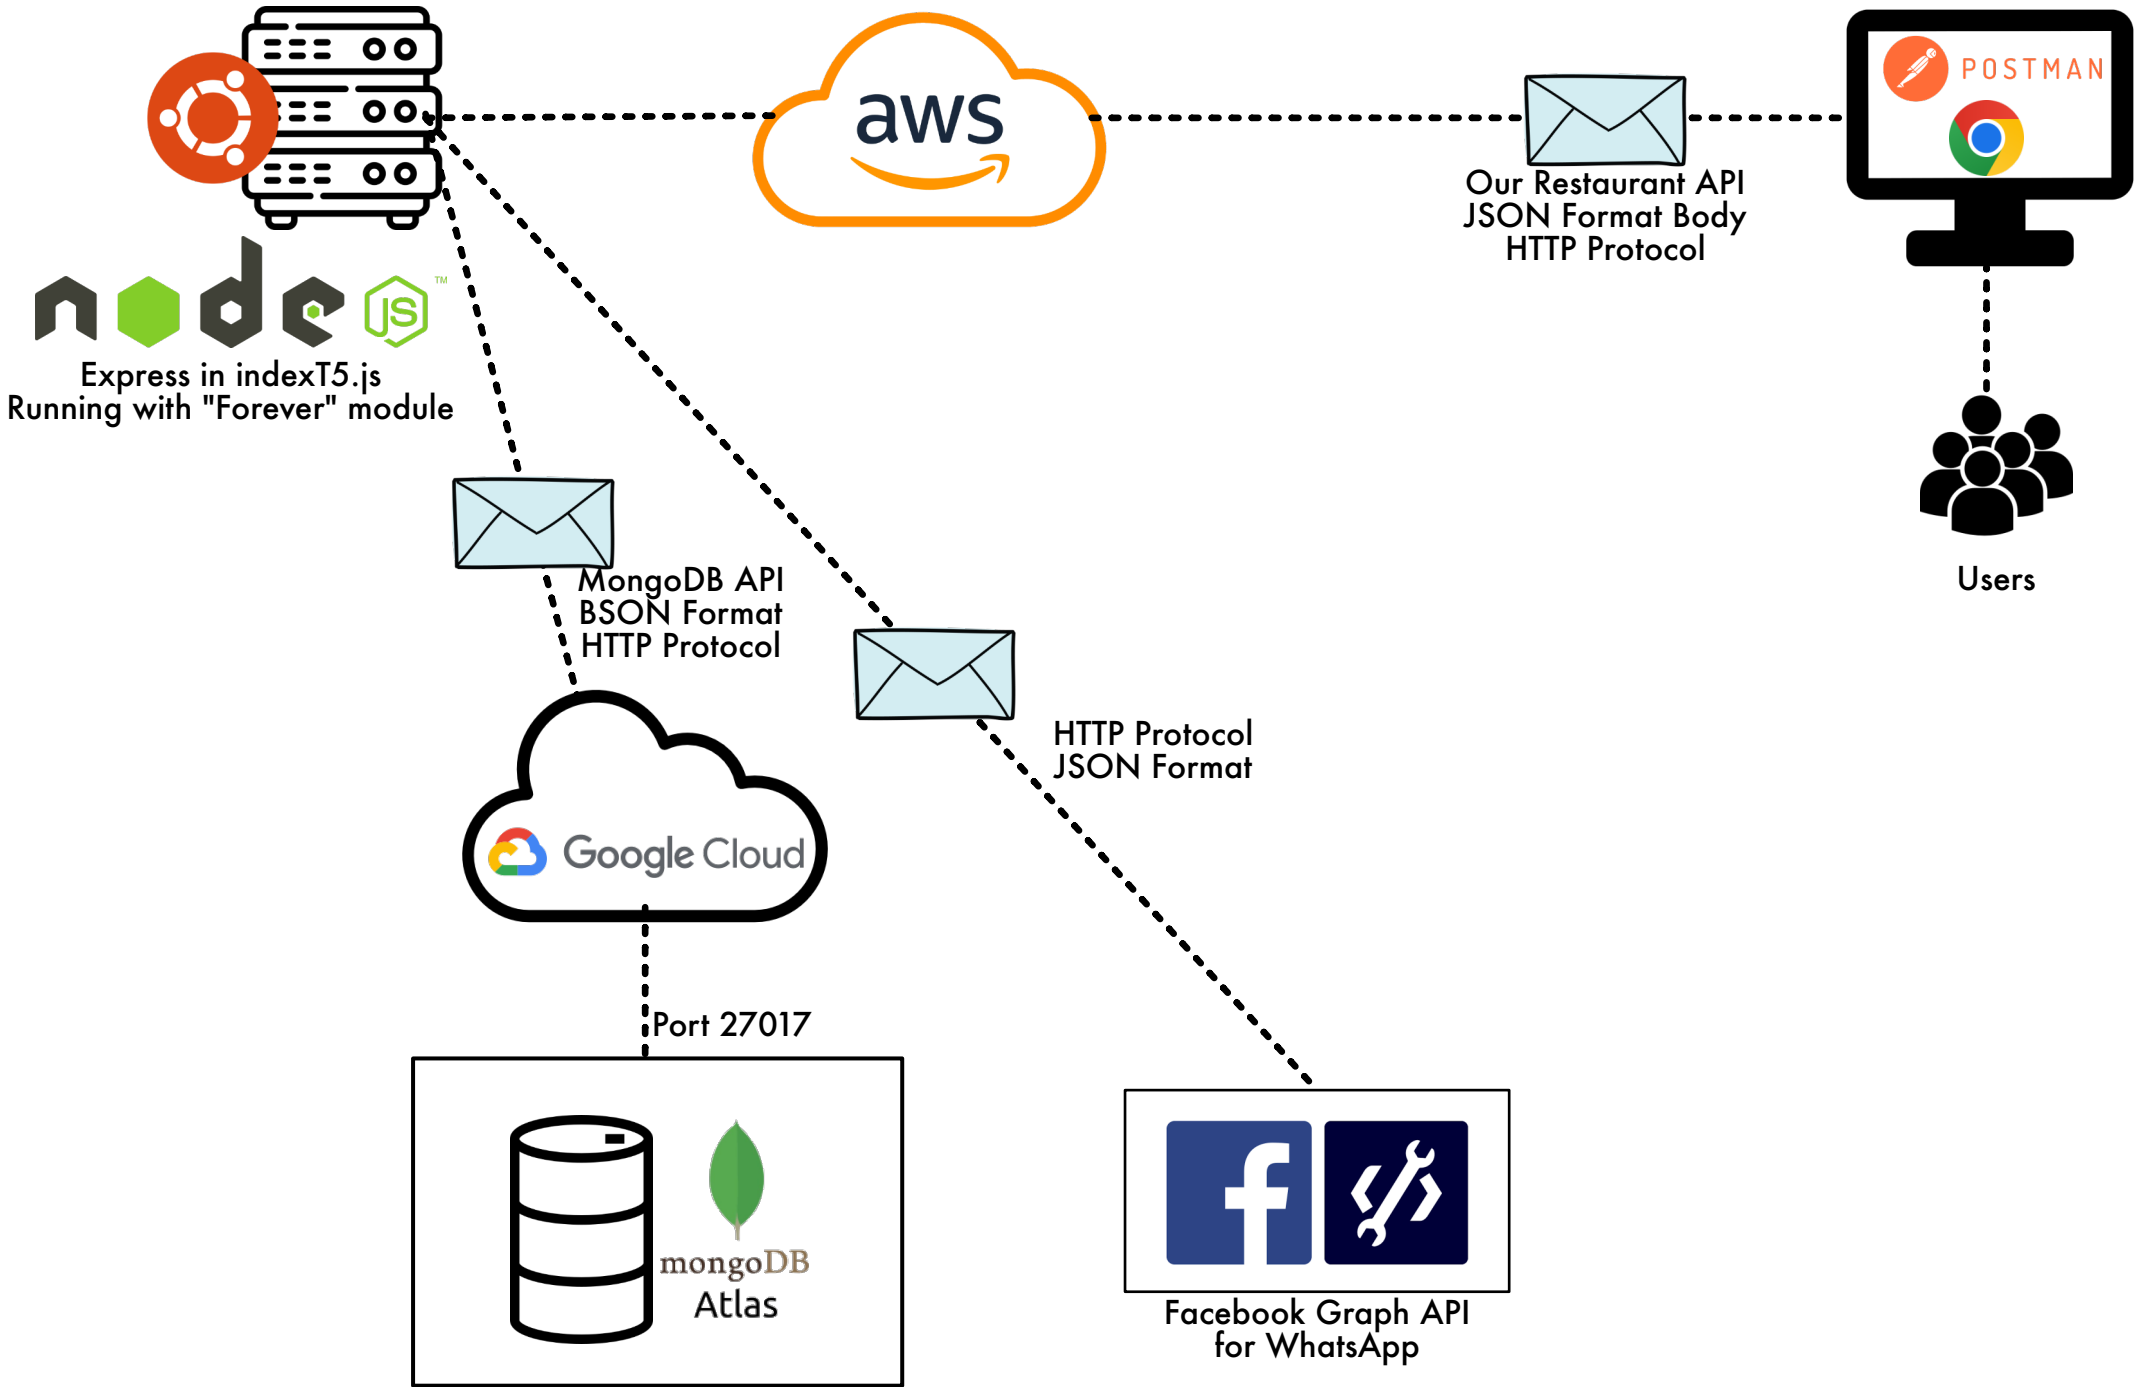 aws
POSTMAN
Our Restaurant API
JSON Format Body
HTTP Protocol
node
JS
TM
Express in indexT5.js
Running with "Forever" module
Users
MongoDB API
BSON Format
HTTP Protocol
HTTP Protocol
JSON Format
Google Cloud
Port 27017
mongoDB
Atlas
f
Facebook Graph API
for WhatsApp